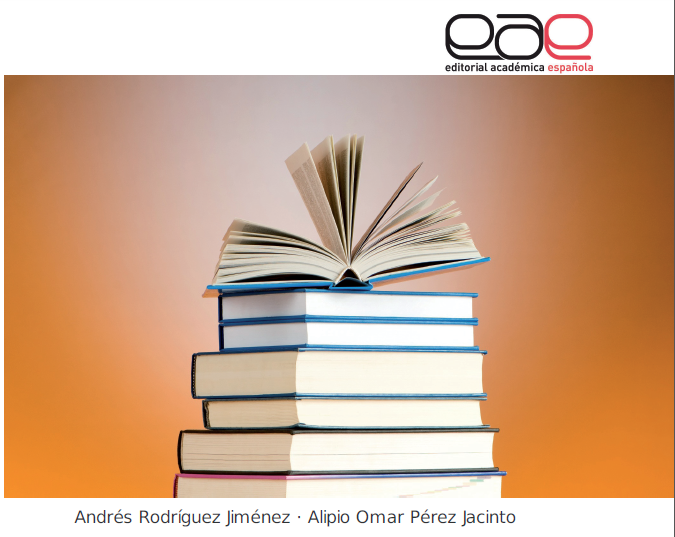 eae
editorial académica española
Andrés Rodríguez Jiménez · Alipio Omar Pérez Jacinto